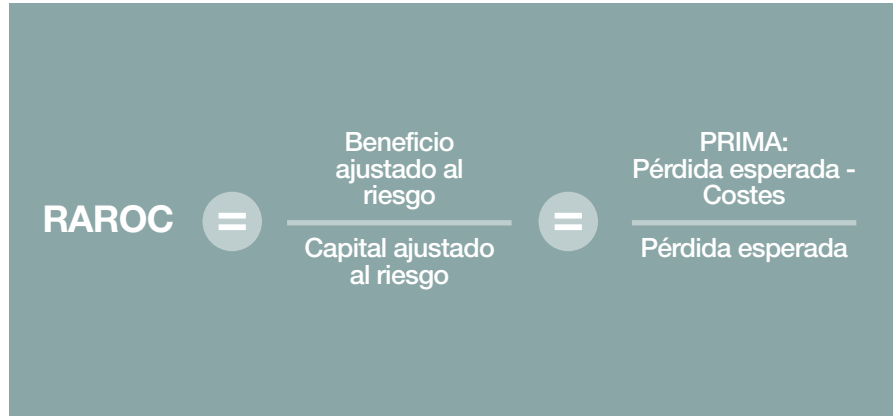 RAROC
=
Beneficio
ajustado al
riesgo
Capital ajustado
al riesgo
=
PRIMA:
Pérdida esperada -
Costes
Pérdida esperada